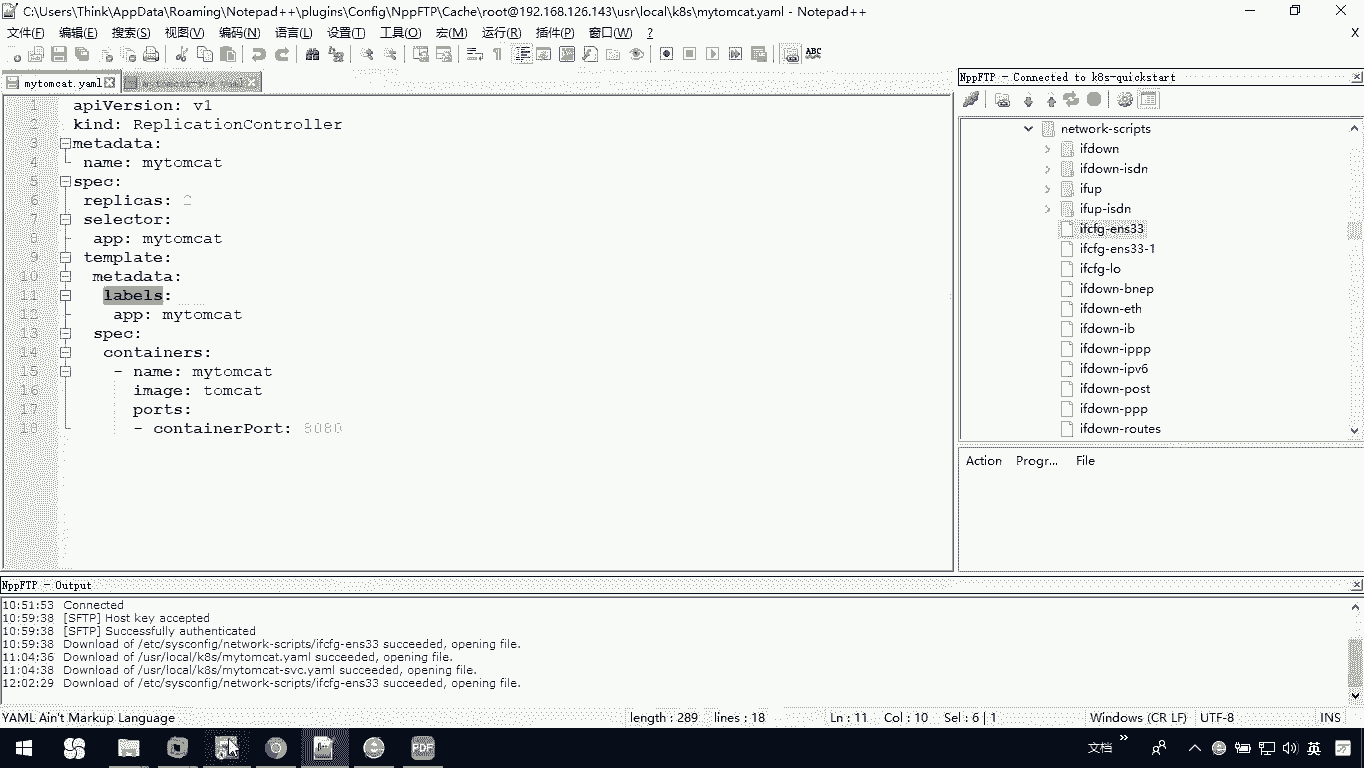 C:\Users\Think\AppData\Roaming\Notepad++\plugins\Config\NppFTP\Cache\root@192.168.126.143\usr\local\k8s\mytomcat.yaml - Notepad++
文件(F) 编辑(E) 搜索(S) 视图(V) 编码(N) 语言(L) 设置(T) 工具(O) 宏(M) 运行(R) 插件(P) 窗口(W) ? X
ABC
mytomcat.yaml
NppFTP - Connected to k8s-quickstart
1 apiVersion: v1
2 kind: ReplicationController
3 metadata:
4 name: mytomcat
5 spec:
6 replicas: 2
7 selector:
8 app: mytomcat
9 template:
10 metadata:
11 labels:
12 app: mytomcat
13 spec:
14 containers:
15 - name: mytomcat
16 image: tomcat
17 ports:
18 - containerPort: 8080
network-scripts
ifdown
ifdown-isdn
ifup
ifup-isdn
ifcfg-ens33
ifcfg-ens33-1
ifcfg-lo
ifdown-bnep
ifdown-eth
ifdown-ib
ifdown-ippp
ifdown-ipv6
ifdown-post
ifdown-ppp
ifdown-routes
Action Progr... File
NppFTP - Output
10:51:53 Connected
10:59:38 [SFTP] Host key accepted
10:59:38 [SFTP] Successfully authenticated
10:59:38 Download of /etc/sysconfig/network-scripts/ifcfg-ens33 succeeded, opening file.
11:04:36 Download of /usr/local/k8s/mytomcat.yaml succeeded, opening file.
11:04:38 Download of /usr/local/k8s/mytomcat-svc.yaml succeeded, opening file.
12:02:29 Download of /etc/sysconfig/network-scripts/ifcfg-ens33 succeeded, opening file.
YAML Ain't Markup Language length : 289 lines : 18 Ln : 11 Col : 10 Sel : 6 | 1 Windows (CR LF) UTF-8 INS
PDF 文档 英